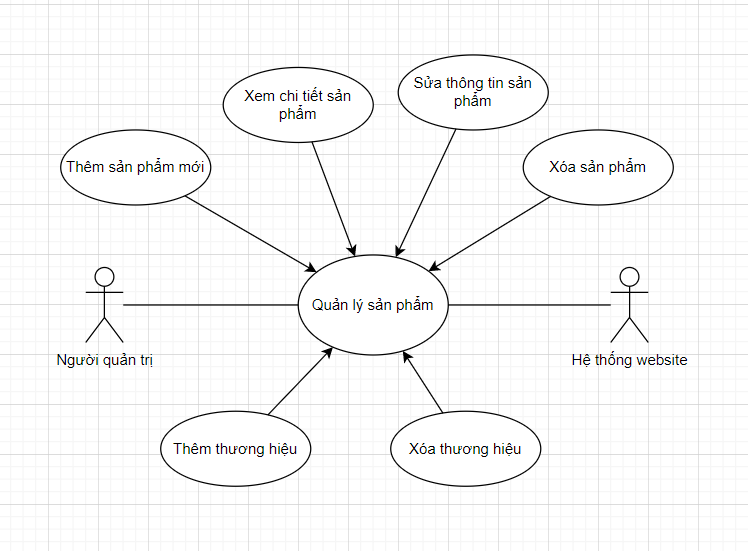 Sửa thông tin sản
phẩm
Xem chi tiết sản
phẩm
Thêm sản phẩm mới
Xóa sản phẩm
Quản lý sản phẩm
Người quản trị
Hệ thống website
Thêm thương hiệu
Xóa thương hiệu